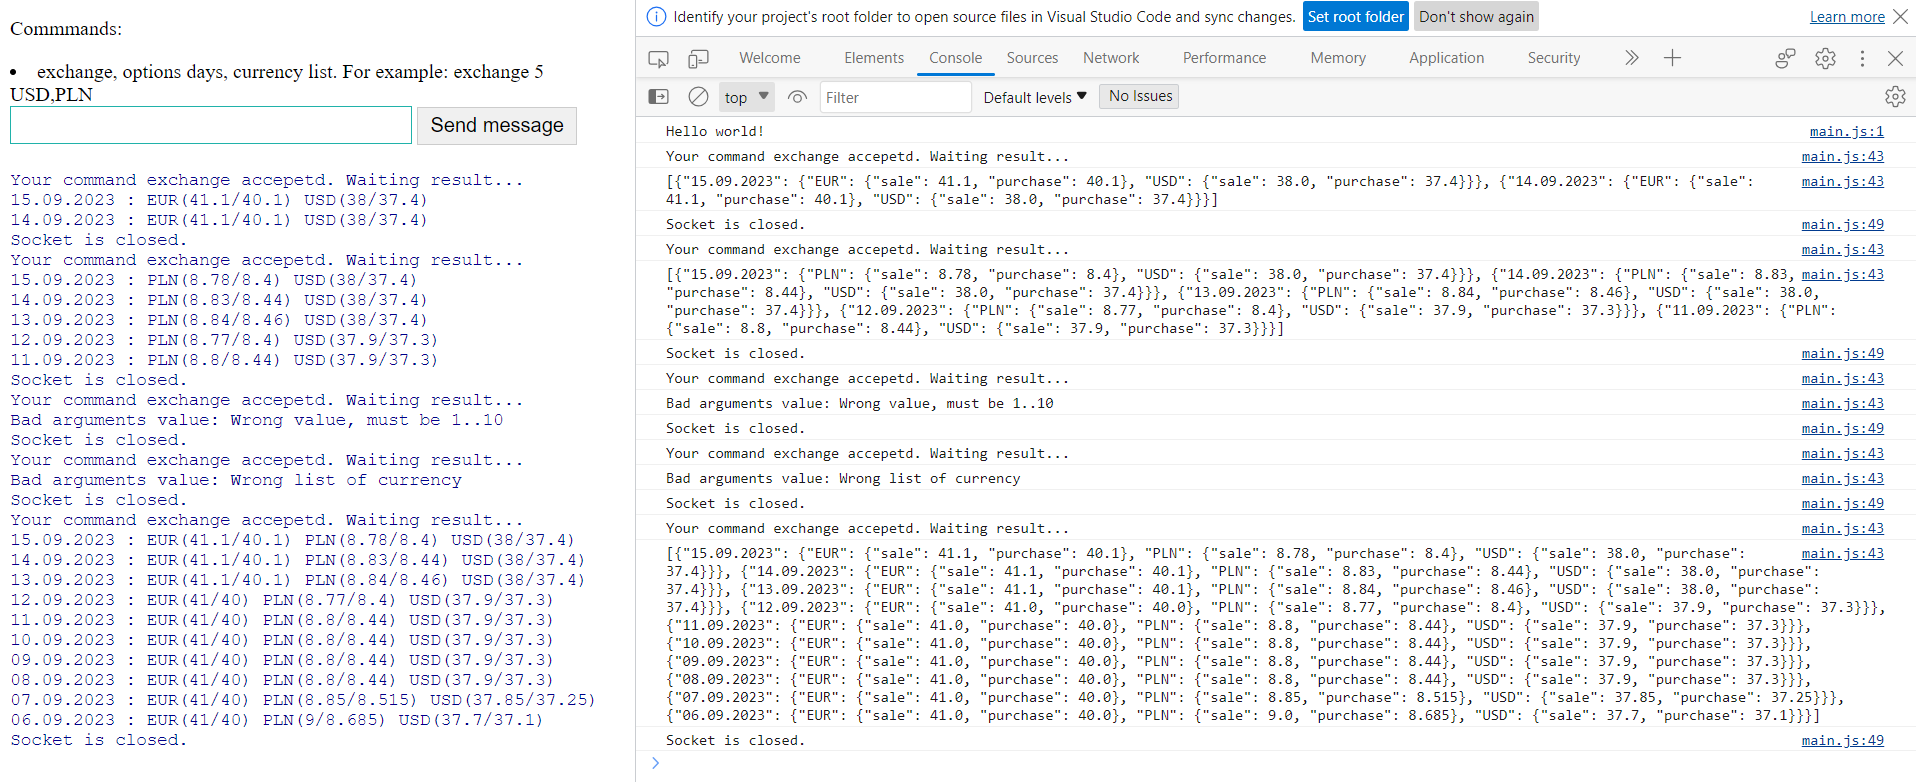 Commmands:
• exchange, options days, currency list. For example: exchange 5
USD,PLN
Send message
Your command exchange accepetd. Waiting result...
15.09.2023 : EUR(41.1/40.1) USD(38/37.4)
14.09.2023 : EUR(41.1/40.1) USD(38/37.4)
Socket is closed.
Your command exchange accepetd. Waiting result...
15.09.2023 : PLN(8.78/8.4) USD(38/37.4)
14.09.2023 : PLN(8.83/8.44) USD(38/37.4)
13.09.2023 : PLN(8.84/8.46) USD(38/37.4)
12.09.2023 : PLN(8.77/8.4) USD(37.9/37.3)
11.09.2023 : PLN(8.8/8.44) USD(37.9/37.3)
Socket is closed.
Your command exchange accepetd. Waiting result...
Bad arguments value: Wrong value, must be 1..10
Socket is closed.
Your command exchange accepetd. Waiting result...
Bad arguments value: Wrong list of currency
Socket is closed.
Your command exchange accepetd. Waiting result...
15.09.2023 : EUR(41.1/40.1) PLN(8.78/8.4) USD(38/37.4)
14.09.2023 : EUR(41.1/40.1) PLN(8.83/8.44) USD(38/37.4)
13.09.2023 : EUR(41.1/40.1) PLN(8.84/8.46) USD(38/37.4)
12.09.2023 : EUR(41/40) PLN(8.77/8.4) USD(37.9/37.3)
11.09.2023 : EUR(41/40) PLN(8.8/8.44) USD(37.9/37.3)
10.09.2023 : EUR(41/40) PLN(8.8/8.44) USD(37.9/37.3)
09.09.2023 : EUR(41/40) PLN(8.8/8.44) USD(37.9/37.3)
08.09.2023 : EUR(41/40) PLN(8.8/8.44) USD(37.9/37.3)
07.09.2023 : EUR(41/40) PLN(8.85/8.515) USD(37.85/37.25)
06.09.2023 : EUR(41/40) PLN(9/8.685) USD(37.7/37.1)
Socket is closed.
Identify your project's root folder to open source files in Visual Studio Code and sync changes. Set root folder Don't show again Learn more
Welcome Elements Console Sources Network Performance Memory Application Security
top Filter Default levels No Issues
Hello world! main.js:1
Your command exchange accepetd. Waiting result... main.js:43
[{"15.09.2023": {"EUR": {"sale": 41.1, "purchase": 40.1}, "USD": {"sale": 38.0, "purchase": 37.4}}}, {"14.09.2023": {"EUR": {"sale": main.js:43
41.1, "purchase": 40.1}, "USD": {"sale": 38.0, "purchase": 37.4}}}]
Socket is closed. main.js:49
Your command exchange accepetd. Waiting result... main.js:43
[{"15.09.2023": {"PLN": {"sale": 8.78, "purchase": 8.4}, "USD": {"sale": 38.0, "purchase": 37.4}}}, {"14.09.2023": {"PLN": {"sale": 8.83, main.js:43
"purchase": 8.44}, "USD": {"sale": 38.0, "purchase": 37.4}}}, {"13.09.2023": {"PLN": {"sale": 8.84, "purchase": 8.46}, "USD": {"sale": 38.0,
"purchase": 37.4}}}, {"12.09.2023": {"PLN": {"sale": 8.77, "purchase": 8.4}, "USD": {"sale": 37.9, "purchase": 37.3}}}, {"11.09.2023": {"PLN":
{"sale": 8.8, "purchase": 8.44}, "USD": {"sale": 37.9, "purchase": 37.3}}}]
Socket is closed. main.js:49
Your command exchange accepetd. Waiting result... main.js:43
Bad arguments value: Wrong value, must be 1..10 main.js:43
Socket is closed. main.js:49
Your command exchange accepetd. Waiting result... main.js:43
Bad arguments value: Wrong list of currency main.js:43
Socket is closed. main.js:49
Your command exchange accepetd. Waiting result... main.js:43
[{"15.09.2023": {"EUR": {"sale": 41.1, "purchase": 40.1}, "PLN": {"sale": 8.78, "purchase": 8.4}, "USD": {"sale": 38.0, "purchase": main.js:43
37.4}}}, {"14.09.2023": {"EUR": {"sale": 41.1, "purchase": 40.1}, "PLN": {"sale": 8.83, "purchase": 8.44}, "USD": {"sale": 38.0, "purchase":
37.4}}}, {"13.09.2023": {"EUR": {"sale": 41.1, "purchase": 40.1}, "PLN": {"sale": 8.84, "purchase": 8.46}, "USD": {"sale": 38.0, "purchase":
37.4}}}, {"12.09.2023": {"EUR": {"sale": 41.0, "purchase": 40.0}, "PLN": {"sale": 8.77, "purchase": 8.4}, "USD": {"sale": 37.9, "purchase": 37.3}}},
{"11.09.2023": {"EUR": {"sale": 41.0, "purchase": 40.0}, "PLN": {"sale": 8.8, "purchase": 8.44}, "USD": {"sale": 37.9, "purchase": 37.3}}},
{"10.09.2023": {"EUR": {"sale": 41.0, "purchase": 40.0}, "PLN": {"sale": 8.8, "purchase": 8.44}, "USD": {"sale": 37.9, "purchase": 37.3}}},
{"09.09.2023": {"EUR": {"sale": 41.0, "purchase": 40.0}, "PLN": {"sale": 8.8, "purchase": 8.44}, "USD": {"sale": 37.9, "purchase": 37.3}}},
{"08.09.2023": {"EUR": {"sale": 41.0, "purchase": 40.0}, "PLN": {"sale": 8.8, "purchase": 8.44}, "USD": {"sale": 37.9, "purchase": 37.3}}},
{"07.09.2023": {"EUR": {"sale": 41.0, "purchase": 40.0}, "PLN": {"sale": 8.85, "purchase": 8.515}, "USD": {"sale": 37.85, "purchase": 37.25}}},
{"06.09.2023": {"EUR": {"sale": 41.0, "purchase": 40.0}, "PLN": {"sale": 9.0, "purchase": 8.685}, "USD": {"sale": 37.7, "purchase": 37.1}}}]
Socket is closed. main.js:49